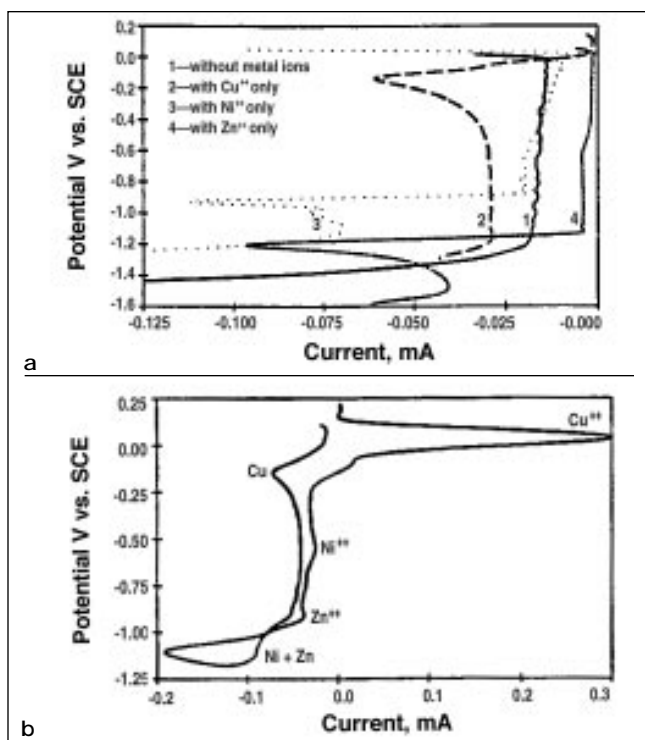 0.0
-0.2
-0.4
-0.6
-0.8
-1.0
-1.2
-1.4
-1.6
Potential V vs. SCE
1—without metal ions
2—with Cu++ only
3—with Ni++ only
4—with Zn++ only
3
2
1
4
-0.125 -0.100 -0.075 -0.050 -0.025 -0.000
Current, mA
a
0.25
0.00
-0.25
-0.50
-0.75
-1.00
-1.25
Potential V vs. SCE
Cu++
Cu
Ni++
Zn++
Ni + Zn
-0.2 -0.1 0.0 0.1 0.2 0.3
Current, mA
b